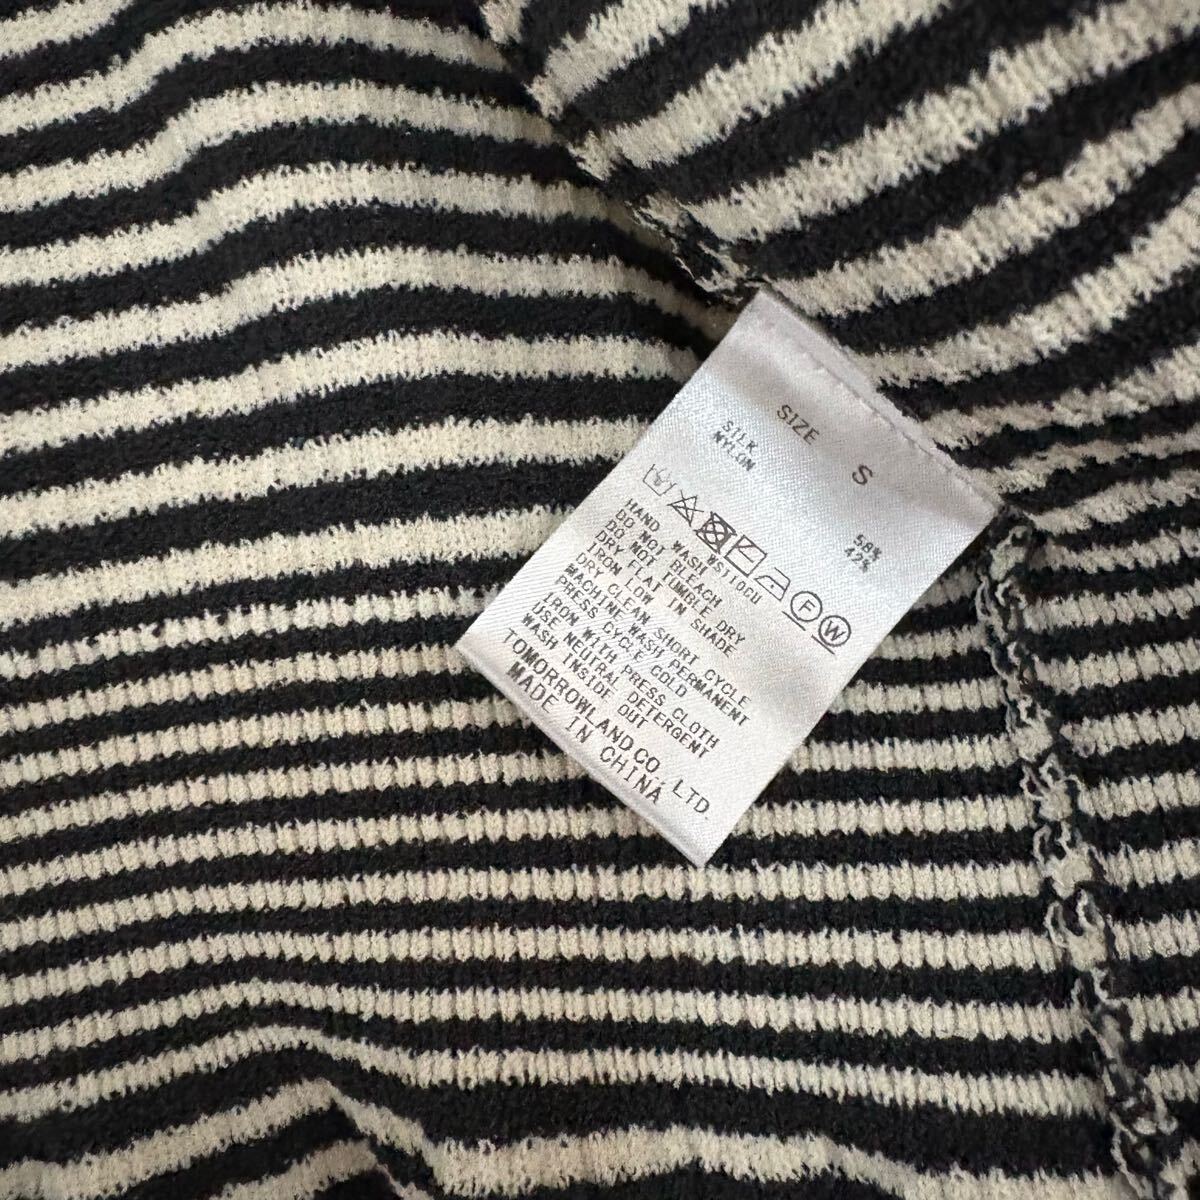 SIZE S
SILK 58%
NYLON 42%
F W
HAND WASH
DO NOT BLEACH
DO NOT TUMBLE DRY
DRY FLAT IN SHADE
IRON LOW
DRY CLEAN SHORT CYCLE
MACHINE WASH PERMANENT
PRESS CYCLE COLD
IRON WITH PRESS CLOTH
USE NEUTRAL DETERGENT
WASH INSIDE OUT
TOMORROWLAND CO., LTD.
MADE IN CHINA